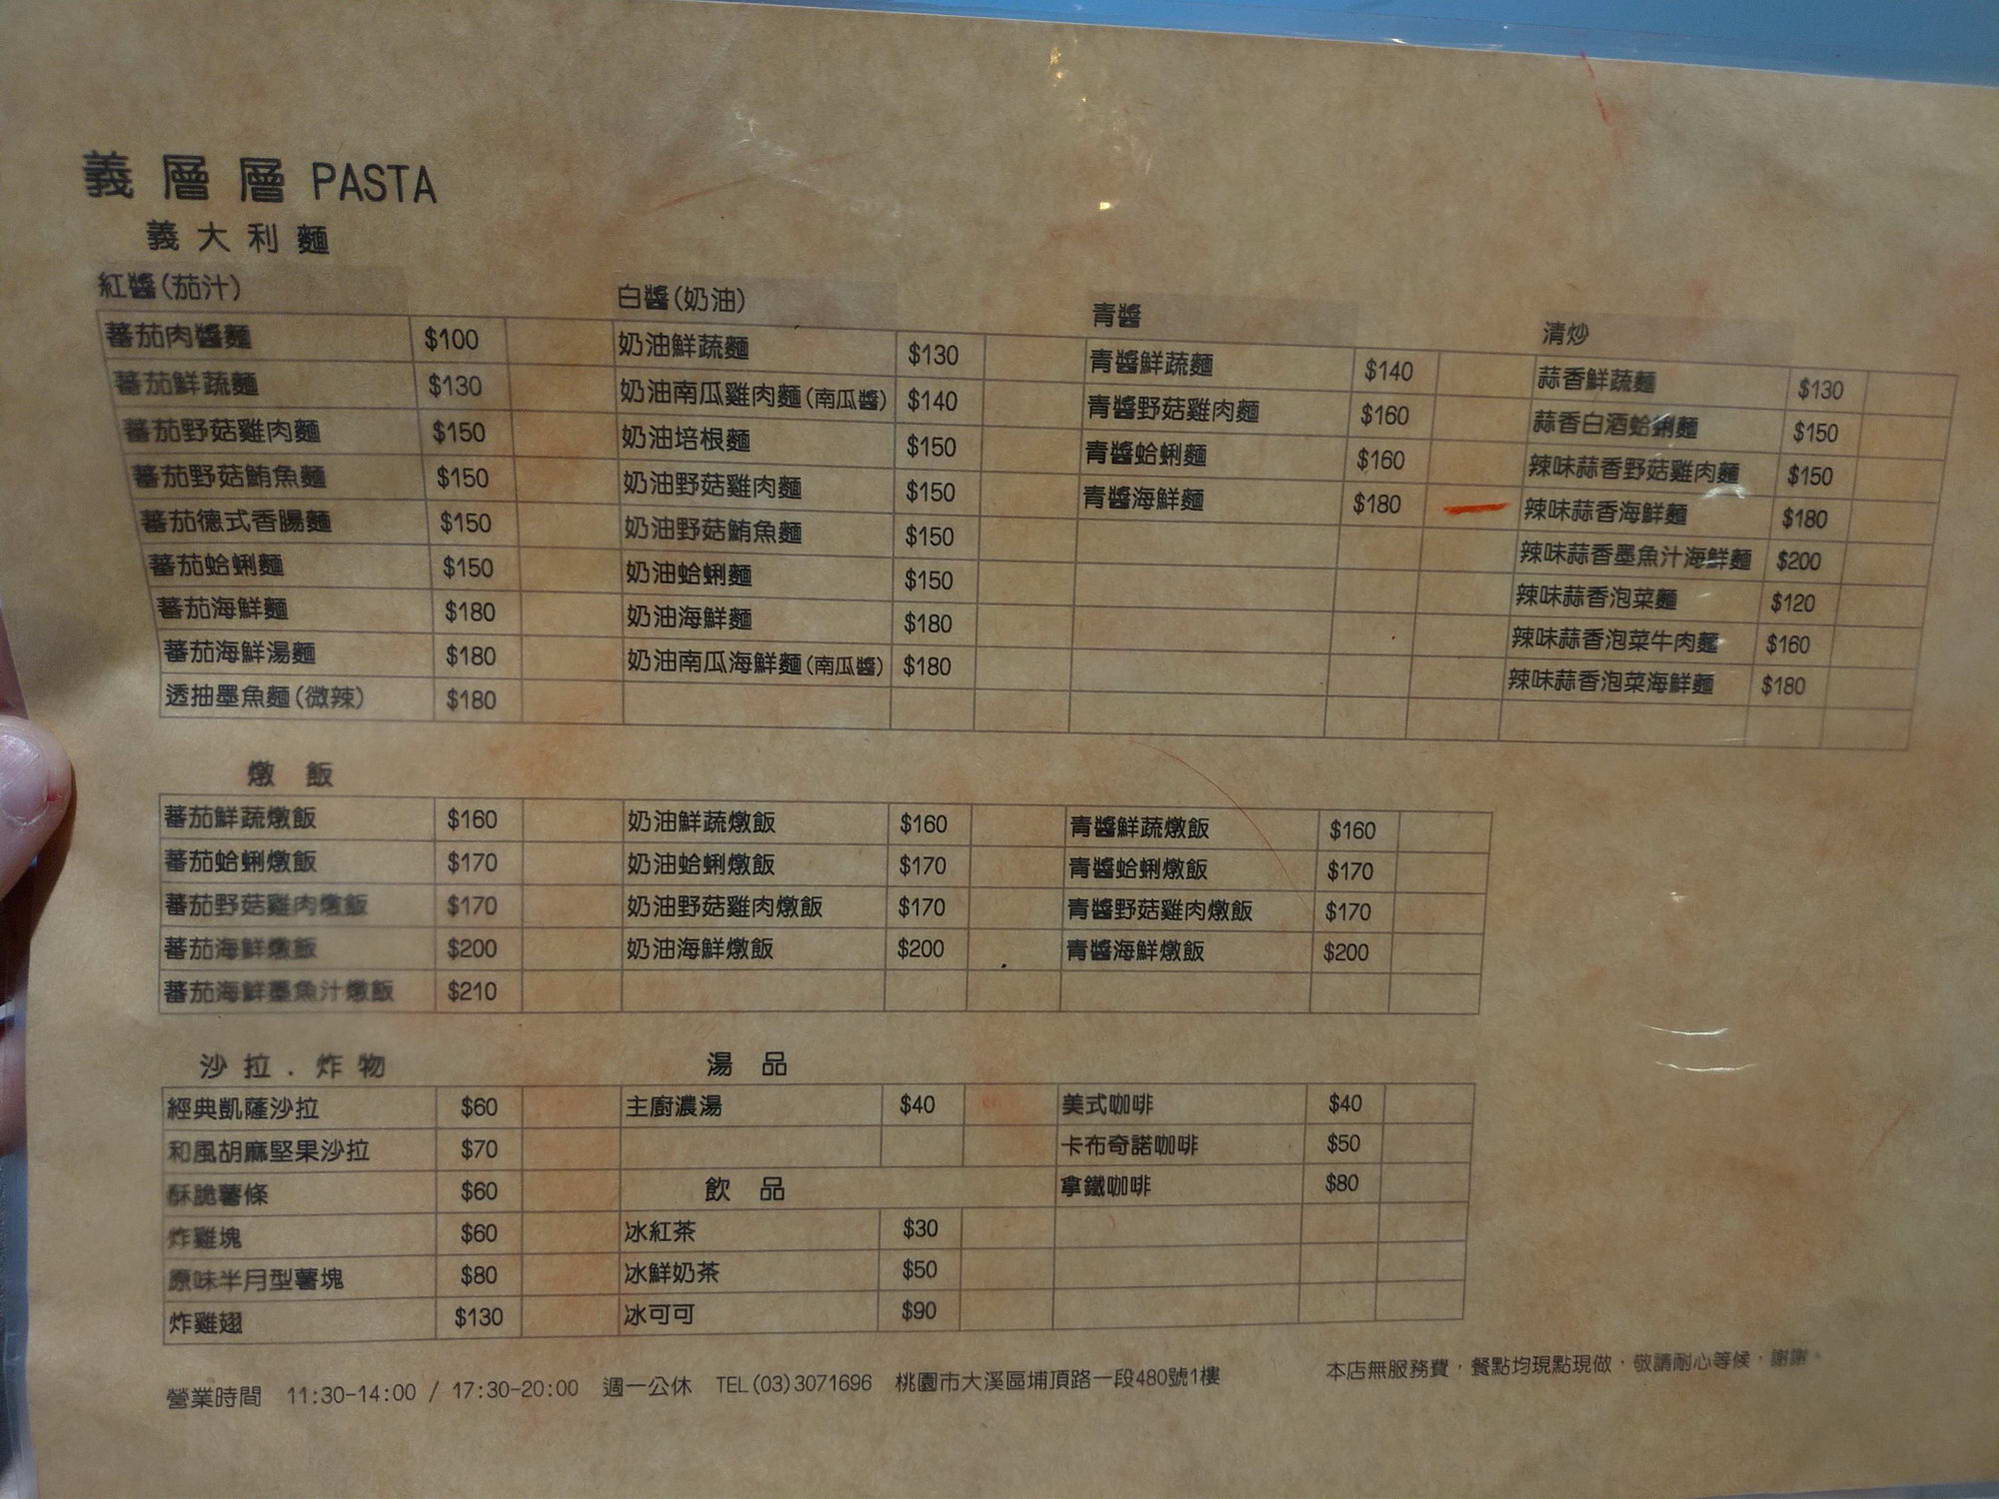 義層層 PASTA
義大利麵
紅醬(茄汁) 白醬(奶油) 青醬 清炒
蕃茄肉醬麵 $100 奶油鮮蔬麵 $130 青醬鮮蔬麵 $140 蒜香鮮蔬麵 $130
蕃茄鮮蔬麵 $130 奶油南瓜雞肉麵(南瓜醬) $140 青醬野菇雞肉麵 $160 蒜香白酒蛤蜊麵 $150
蕃茄野菇雞肉麵 $150 奶油培根麵 $150 青醬蛤蜊麵 $160 辣味蒜香野菇雞肉麵 $150
蕃茄野菇鮪魚麵 $150 奶油野菇雞肉麵 $150 青醬海鮮麵 $180 辣味蒜香海鮮麵 $180
蕃茄德式香腸麵 $150 奶油野菇鮪魚麵 $150 辣味蒜香墨魚汁海鮮麵 $200
蕃茄蛤蜊麵 $150 奶油蛤蜊麵 $150 辣味蒜香泡菜麵 $120
蕃茄海鮮麵 $180 奶油海鮮麵 $180 辣味蒜香泡菜牛肉麵 $160
蕃茄海鮮湯麵 $180 奶油南瓜海鮮麵(南瓜醬) $180 辣味蒜香泡菜海鮮麵 $180
透抽墨魚麵(微辣) $180
燉飯
蕃茄鮮蔬燉飯 $160 奶油鮮蔬燉飯 $160 青醬鮮蔬燉飯 $160
蕃茄蛤蜊燉飯 $170 奶油蛤蜊燉飯 $170 青醬蛤蜊燉飯 $170
蕃茄野菇雞肉燉飯 $170 奶油野菇雞肉燉飯 $170 青醬野菇雞肉燉飯 $170
蕃茄海鮮燉飯 $200 奶油海鮮燉飯 $200 青醬海鮮燉飯 $200
蕃茄海鮮墨魚汁燉飯 $210
沙拉.炸物 湯品
經典凱薩沙拉 $60 主廚濃湯 $40 美式咖啡 $40
和風胡麻堅果沙拉 $70 卡布奇諾咖啡 $50
酥脆薯條 $60 飲品 拿鐵咖啡 $80
炸雞塊 $60 冰紅茶 $30
原味半月型薯塊 $80 冰鮮奶茶 $50
炸雞翅 $130 冰可可 $90
營業時間 11:30-14:00 / 17:30-20:00 週一公休 TEL(03)3071696 桃園市大溪區埔頂路一段480號1樓 本店無服務費，餐點均現點現做，敬請耐心等候，謝謝。